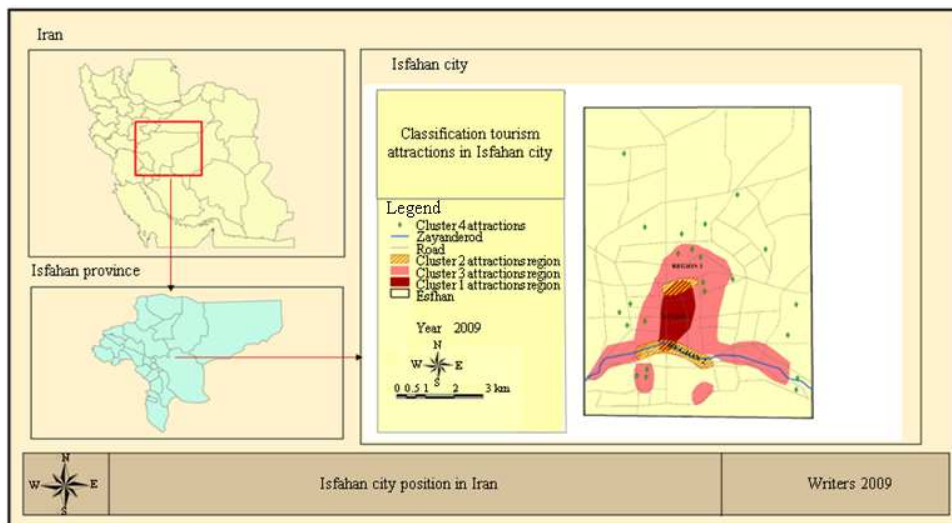 Iran
Isfahan city
Classification tourism
attractions in Isfahan city
Legend
Cluster 4 attractions
Zayanderod
Road
Cluster 2 attractions region
Cluster 3 attractions region
Cluster 1 attractions region
Esfhan
Year 2009
N
W E
S
0 0.5 1 2 3 km
Isfahan province
N
W E
S
Isfahan city position in Iran
Writers 2009